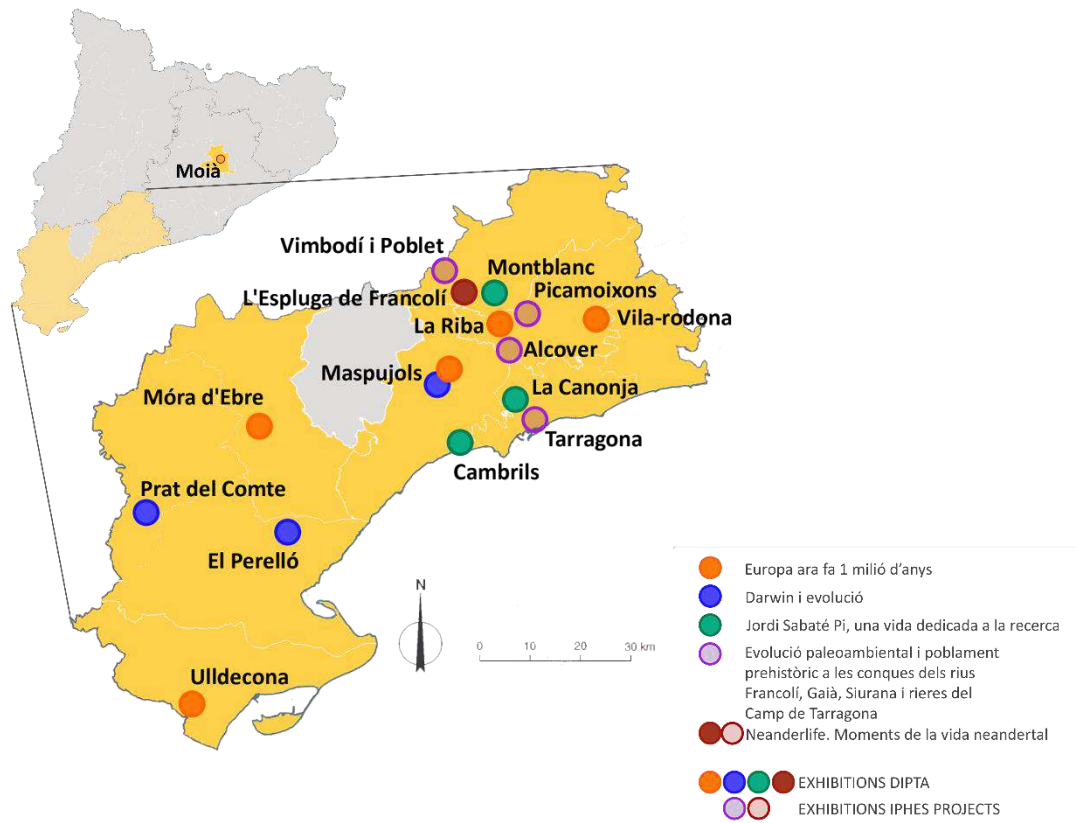 Moià
Vimbodí i Poblet
Montblanc
Picamoixons
L'Espluga de Francolí
La Riba
Vila-rodona
Alcover
Maspujols
La Canonja
Móra d'Ebre
Tarragona
Cambrils
Prat del Comte
El Perelló
Ulldecona
N
0 10 20 30 km
Europa ara fa 1 milió d'anys
Darwin i evolució
Jordi Sabaté Pi, una vida dedicada a la recerca
Evolució paleoambiental i poblament
prehistòric a les conques dels rius
Francolí, Gaià, Siurana i rieres del
Camp de Tarragona
Neanderlife. Moments de la vida neandertal
EXHIBITIONS DIPTA
EXHIBITIONS IPHES PROJECTS